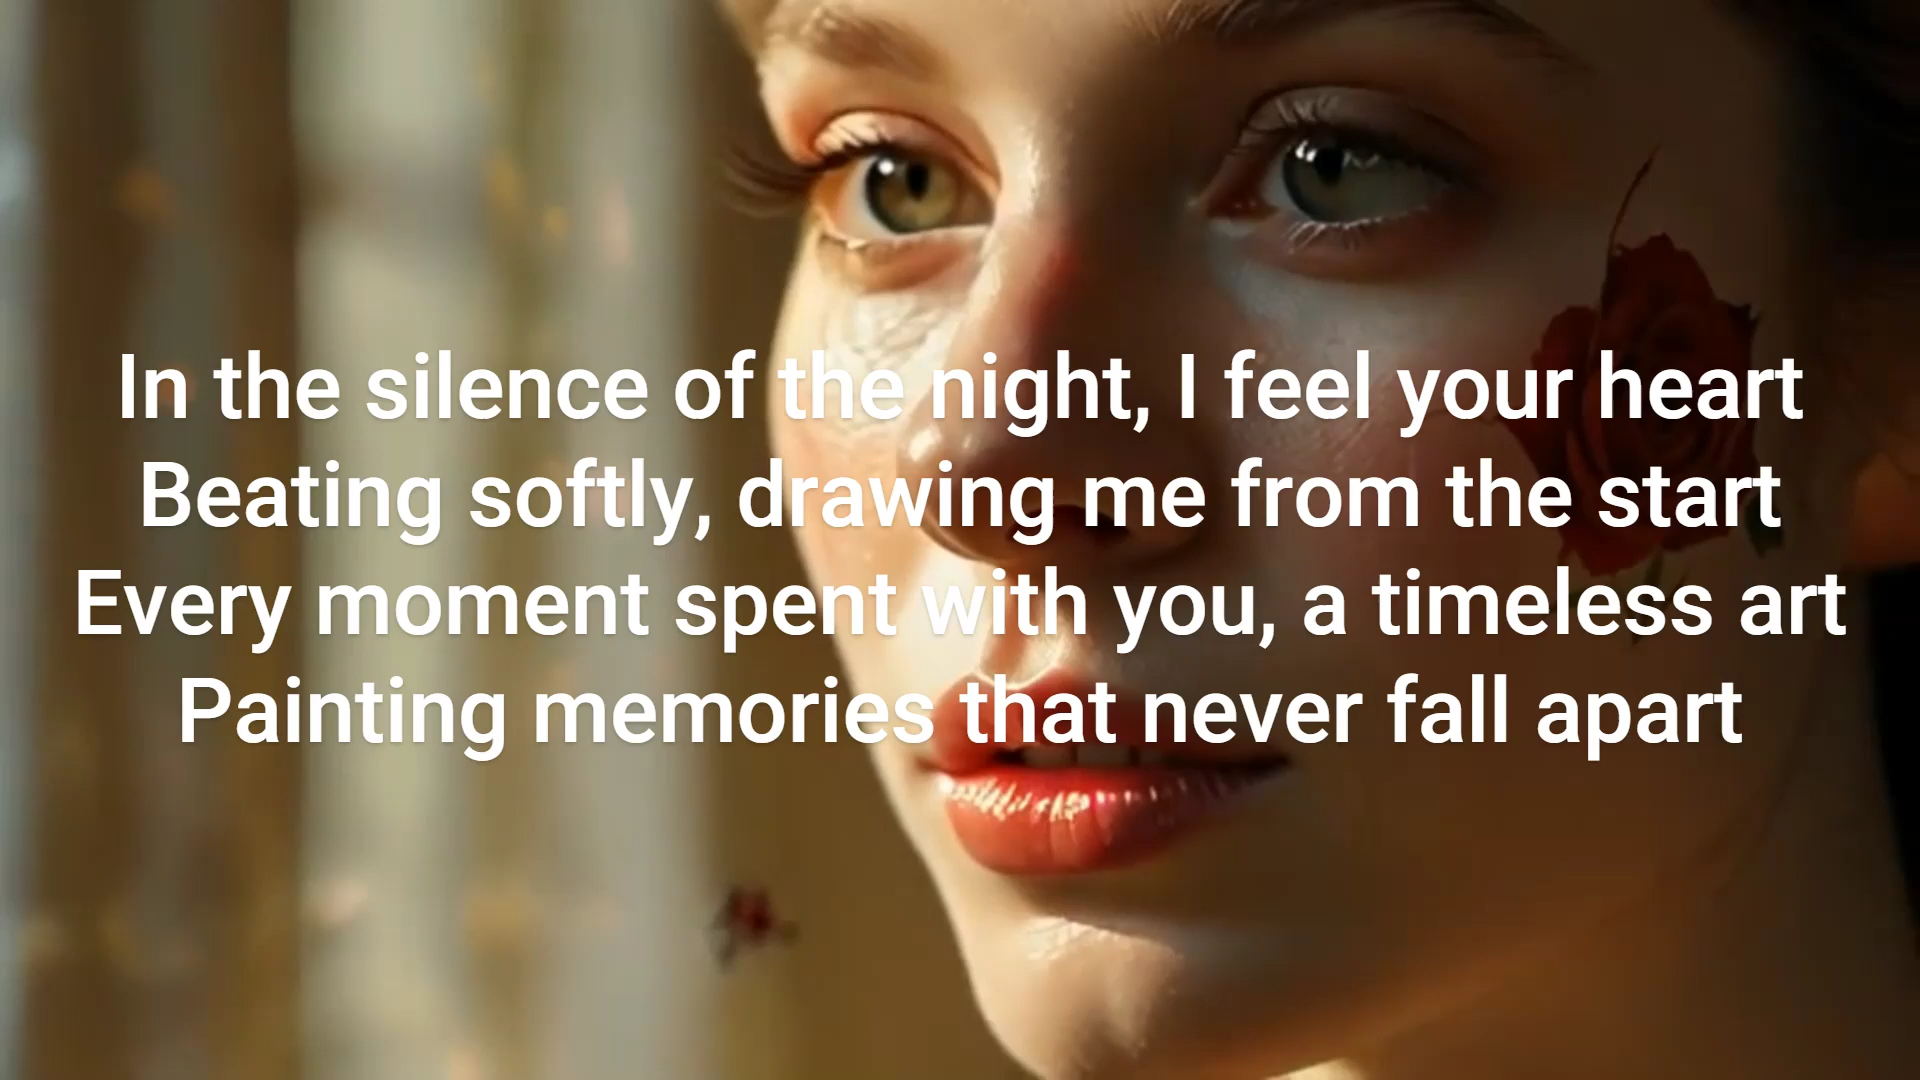 In the silence of the night, I feel your heart
Beating softly, drawing me from the start
Every moment spent with you, a timeless art
Painting memories that never fall apart